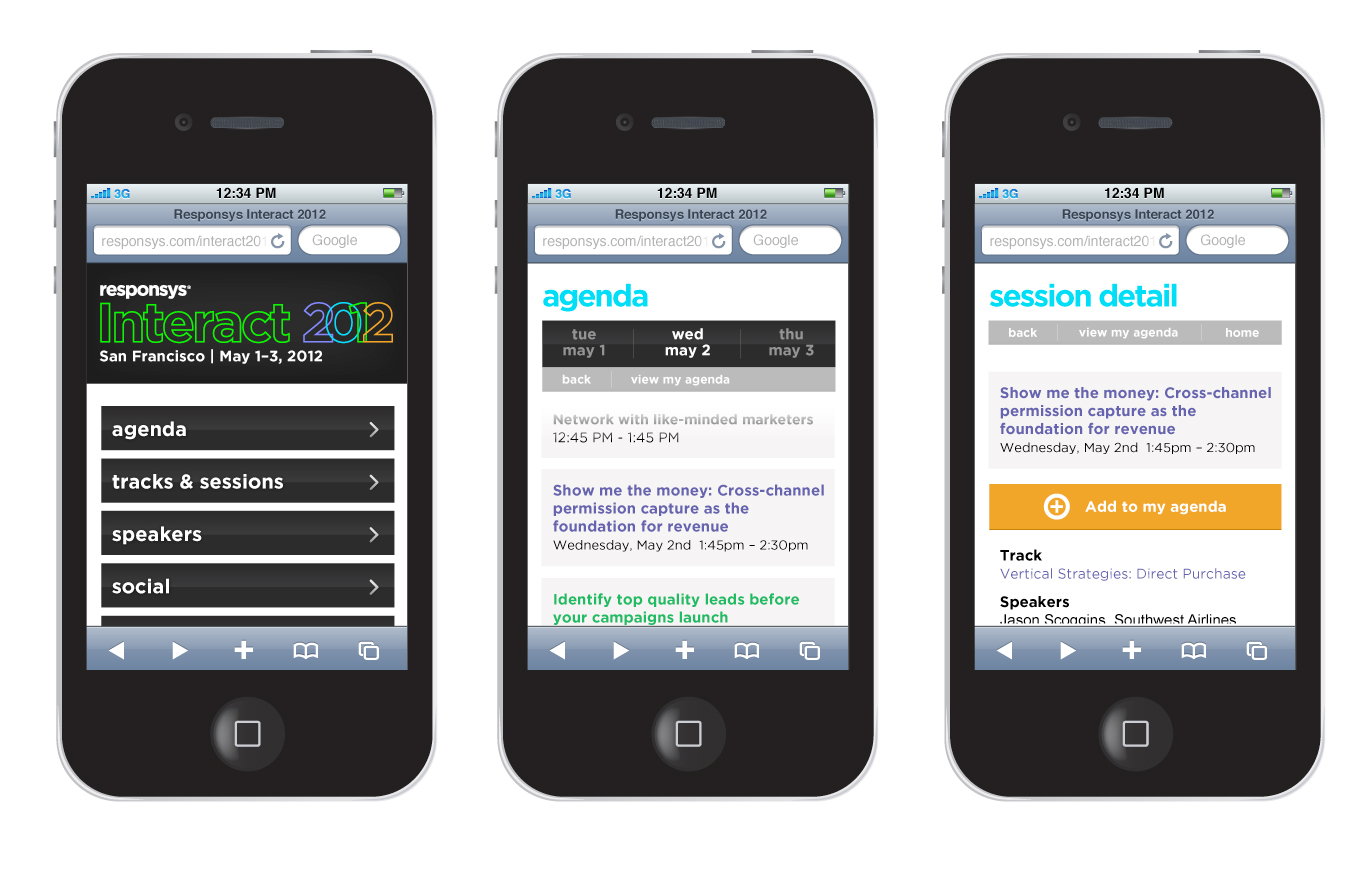 3G 12:34 PM
Responsys Interact 2012
responsys.com/interact201 Google
responsys®
Interact 2012
San Francisco | May 1–3, 2012
agenda
tracks & sessions
speakers
social
3G 12:34 PM
Responsys Interact 2012
responsys.com/interact201 Google
agenda
tue wed thu
may 1 may 2 may 3
back view my agenda
Network with like-minded marketers
12:45 PM - 1:45 PM
Show me the money: Cross-channel
permission capture as the
foundation for revenue
Wednesday, May 2nd 1:45pm – 2:30pm
Identify top quality leads before
your campaigns launch
3G 12:34 PM
Responsys Interact 2012
responsys.com/interact201 Google
session detail
back view my agenda home
Show me the money: Cross-channel
permission capture as the
foundation for revenue
Wednesday, May 2nd 1:45pm – 2:30pm
Add to my agenda
Track
Vertical Strategies: Direct Purchase
Speakers
Jason Scoggins, Southwest Airlines